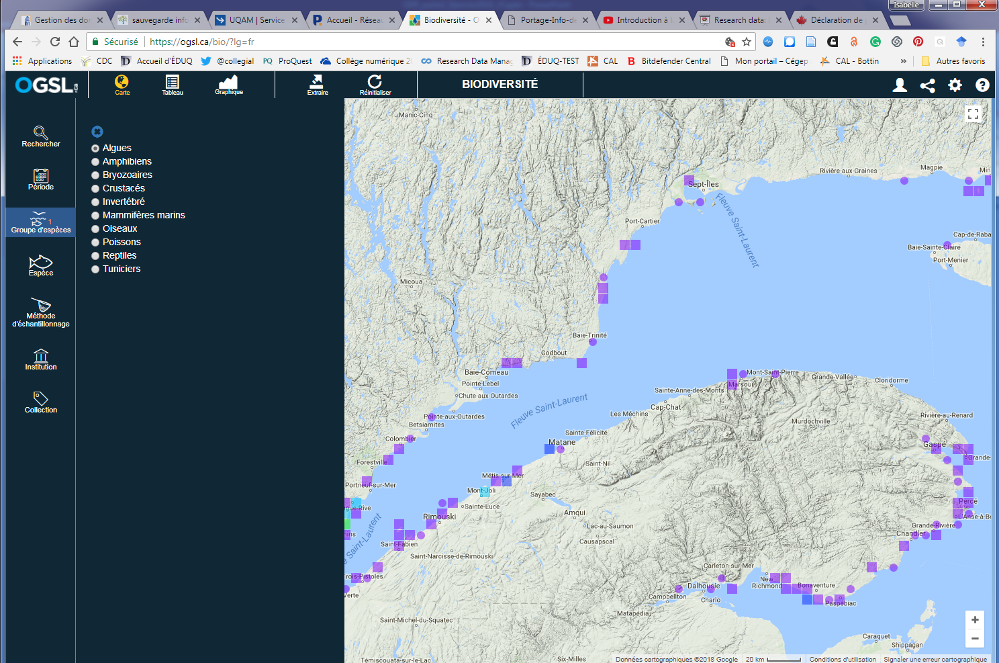 Isabelle
Gestion des dor
sauvegarde info
UQAM | Service
Accueil - Résea
Biodiversité - O
Portage-Info-de
Introduction à l
Research data:
Déclaration de
Sécurisé
https://ogsl.ca/bio/?lg=fr
Applications
CDC
Accueil d'ÉDUQ
@collegial
ProQuest
Collège numérique 2
Research Data Mana
ÉDUQ-TEST
CAL
Bitdefender Central
Mon portail – Cégep
CAL - Bottin
»
Autres favoris
OGSL
Carte
Tableau
Graphique
Extraire
Réinitialiser
BIODIVERSITÉ
Rechercher
Période
1
Groupe d'espèces
Espèce
Méthode
d'échantillonnage
Institution
Collection
Algues
Amphibiens
Bryozoaires
Crustacés
Invertébré
Mammifères marins
Oiseaux
Poissons
Reptiles
Tuniciers
Manic-Cinq
Magpie
Rivière-aux-Graines
Min
Sept-Îles
Fleuve Saint-Laurent
Port-Cartier
Cap-de-Raba
Baie-Sainte-Claire
Port-Menier
Micoua
Baie-Trinité
Godbout
Baie-Comeau
Pointe-Lebel
Chute-aux-Outardes
Mont-Saint-Pierre
Marsoui
Grande-Vallée
Cloridorme
Sainte-Anne-des-Monts
Cap-Chat
Fleuve Saint-Laurent
Les Méchins
Pointe-aux-Outardes
Betsiamites
Rivière-au-Renard
Murdochville
Sainte-Félicité
Colombier
Matane
Gaspé
Grande-
Saint-Nil
Forestville
Métis-sur-Mer
Portneuf-sur-Mer
Mont-Joli
Sayabec
Sainte-Luce
Percé
gue-Rive
Rimouski
Amqui
L'Anse-à-Be
Lac-au-Saumon
Grande-Rivière
Chandler
mins
e Saint-Laurent
Causapscal
Saint-Fabien
Saint-Narcisse-de-Rimouski
Carleton-sur-Mer
Trois-Pistoles
New
Richmond
Bonaventure
Dalhousie
Verte
Campbellton
Charlo
Paspébiac
Matapédia
Saint-Michel-du-Squatec
Caraquet
Shippagan
Témiscouata-sur-le-Lac
Six-Milles
Données cartographiques ©2018 Google
20 km
Conditions d'utilisation
Signaler une erreur cartographique